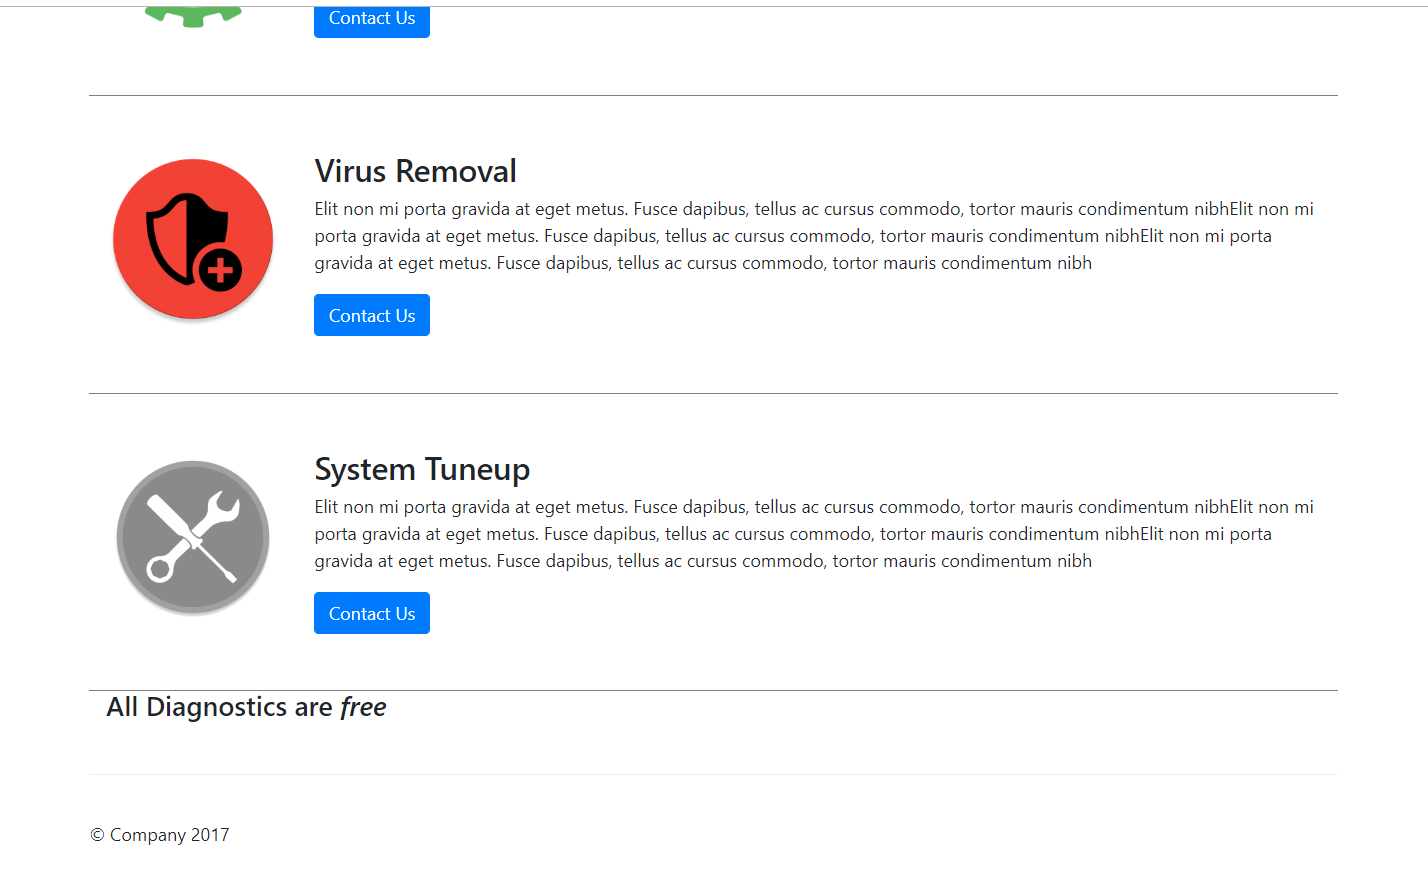 Contact Us
Virus Removal
Elit non mi porta gravida at eget metus. Fusce dapibus, tellus ac cursus commodo, tortor mauris condimentum nibhElit non mi
porta gravida at eget metus. Fusce dapibus, tellus ac cursus commodo, tortor mauris condimentum nibhElit non mi porta
gravida at eget metus. Fusce dapibus, tellus ac cursus commodo, tortor mauris condimentum nibh
Contact Us
System Tuneup
Elit non mi porta gravida at eget metus. Fusce dapibus, tellus ac cursus commodo, tortor mauris condimentum nibhElit non mi
porta gravida at eget metus. Fusce dapibus, tellus ac cursus commodo, tortor mauris condimentum nibhElit non mi porta
gravida at eget metus. Fusce dapibus, tellus ac cursus commodo, tortor mauris condimentum nibh
Contact Us
All Diagnostics are free
© Company 2017